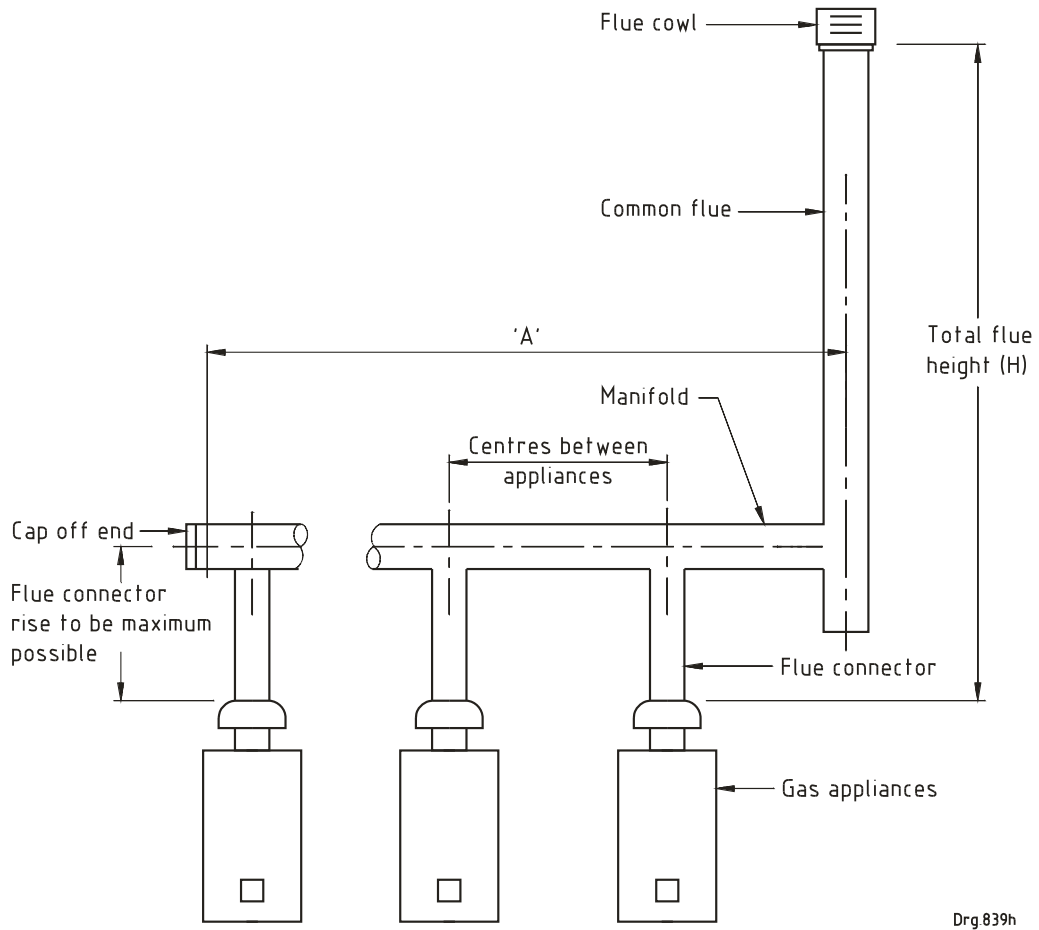 Flue cowl
Common flue
'A'
Total flue
height (H)
Manifold
Centres between
appliances
Cap off end
Flue connector
rise to be maximum
possible
Flue connector
Gas appliances
Drg.839h